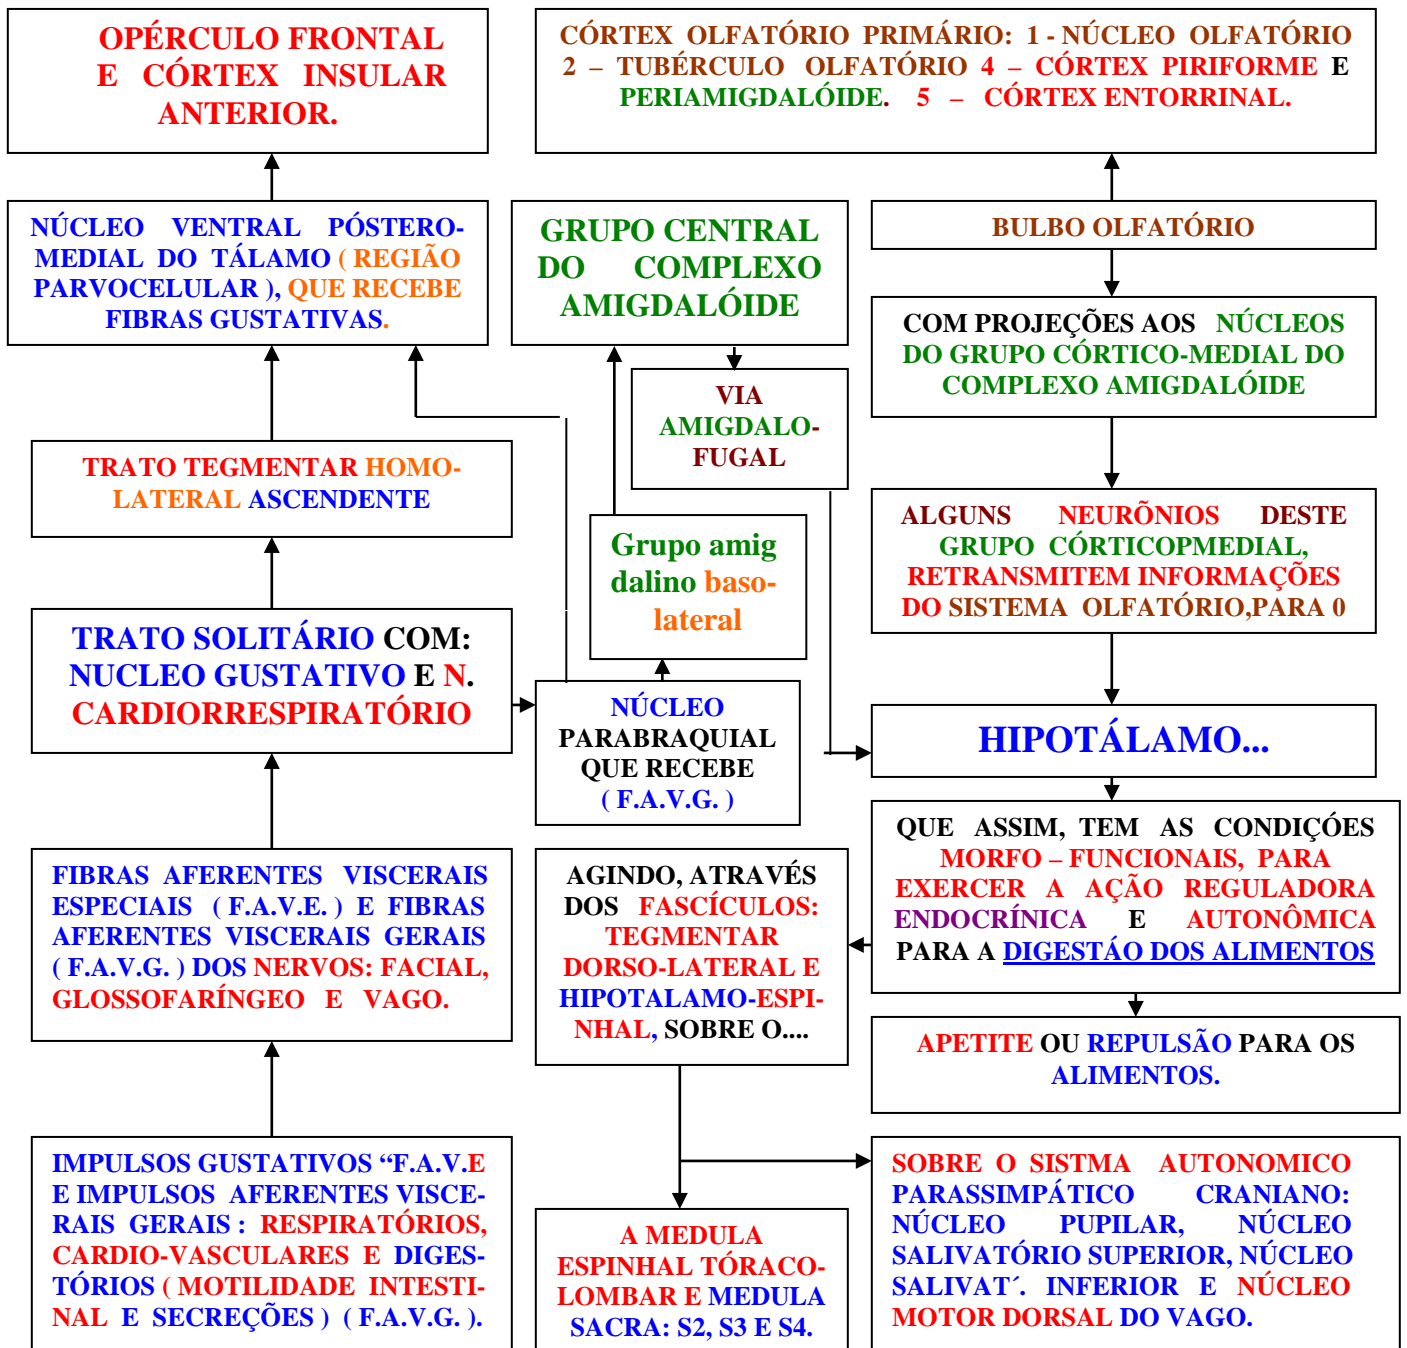 OPÉRCULO FRONTAL
E CÓRTEX INSULAR
ANTERIOR.
CÓRTEX OLFATÓRIO PRIMÁRIO: 1 - NÚCLEO OLFATÓRIO
2 – TUBÉRCULO OLFATÓRIO 4 – CÓRTEX PIRIFORME E
PERIAMIGDALÓIDE. 5 – CÓRTEX ENTORRINAL.
NÚCLEO VENTRAL PÓSTERO-
MEDIAL DO TÁLAMO ( REGIÃO
PARVOCELULAR ), QUE RECEBE
FIBRAS GUSTATIVAS.
GRUPO CENTRAL
DO COMPLEXO
AMIGDALÓIDE
BULBO OLFATÓRIO
COM PROJEÇÕES AOS NÚCLEOS
DO GRUPO CÓRTICO-MEDIAL DO
COMPLEXO AMIGDALÓIDE
VIA
AMIGDALO-
FUGAL
TRATO TEGMENTAR HOMO-
LATERAL ASCENDENTE
Grupo amig
dalino baso-
lateral
ALGUNS NEURÕNIOS DESTE
GRUPO CÓRTICOPMEDIAL,
RETRANSMITEM INFORMAÇÕES
DO SISTEMA OLFATÓRIO,PARA 0
TRATO SOLITÁRIO COM:
NUCLEO GUSTATIVO E N.
CARDIORRESPIRATÓRIO
NÚCLEO
PARABRAQUIAL
QUE RECEBE
( F.A.V.G. )
HIPOTÁLAMO...
FIBRAS AFERENTES VISCERAIS
ESPECIAIS ( F.A.V.E. ) E FIBRAS
AFERENTES VISCERAIS GERAIS
( F.A.V.G. ) DOS NERVOS: FACIAL,
GLOSSOFARÍNGEO E VAGO.
AGINDO, ATRAVÉS
DOS FASCÍCULOS:
TEGMENTAR
DORSO-LATERAL E
HIPOTALAMO-ESPI-
NHAL, SOBRE O....
QUE ASSIM, TEM AS CONDIÇÓES
MORFO – FUNCIONAIS, PARA
EXERCER A AÇÃO REGULADORA
ENDOCRÍNICA E AUTONÔMICA
PARA A DIGESTÁO DOS ALIMENTOS
APETITE OU REPULSÃO PARA OS
ALIMENTOS.
IMPULSOS GUSTATIVOS “F.A.V.E
E IMPULSOS AFERENTES VISCE-
RAIS GERAIS : RESPIRATÓRIOS,
CARDIO-VASCULARES E DIGES-
TÓRIOS ( MOTILIDADE INTESTI-
NAL E SECREÇÕES ) ( F.A.V.G. ).
A MEDULA
ESPINHAL TÓRACO-
LOMBAR E MEDULA
SACRA: S2, S3 E S4.
SOBRE O SISTMA AUTONOMICO
PARASSIMPÁTICO CRANIANO:
NÚCLEO PUPILAR, NÚCLEO
SALIVATÓRIO SUPERIOR, NÚCLEO
SALIVAT´. INFERIOR E NÚCLEO
MOTOR DORSAL DO VAGO.